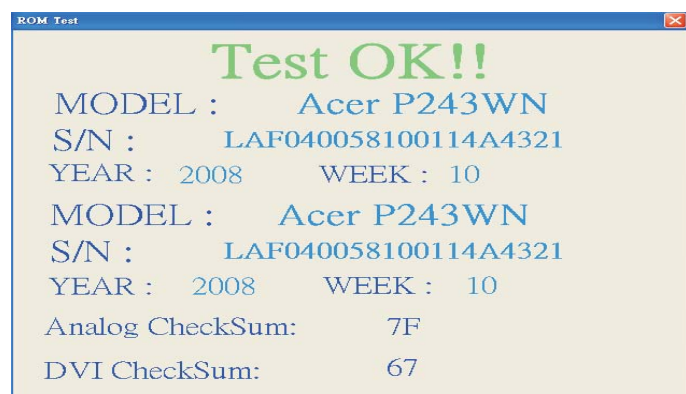 ROM Test
Test OK!!
MODEL : Acer P243WN
S/N : LAF040058100114A4321
YEAR : 2008 WEEK : 10
MODEL : Acer P243WN
S/N : LAF040058100114A4321
YEAR : 2008 WEEK : 10
Analog CheckSum: 7F
DVI CheckSum: 67